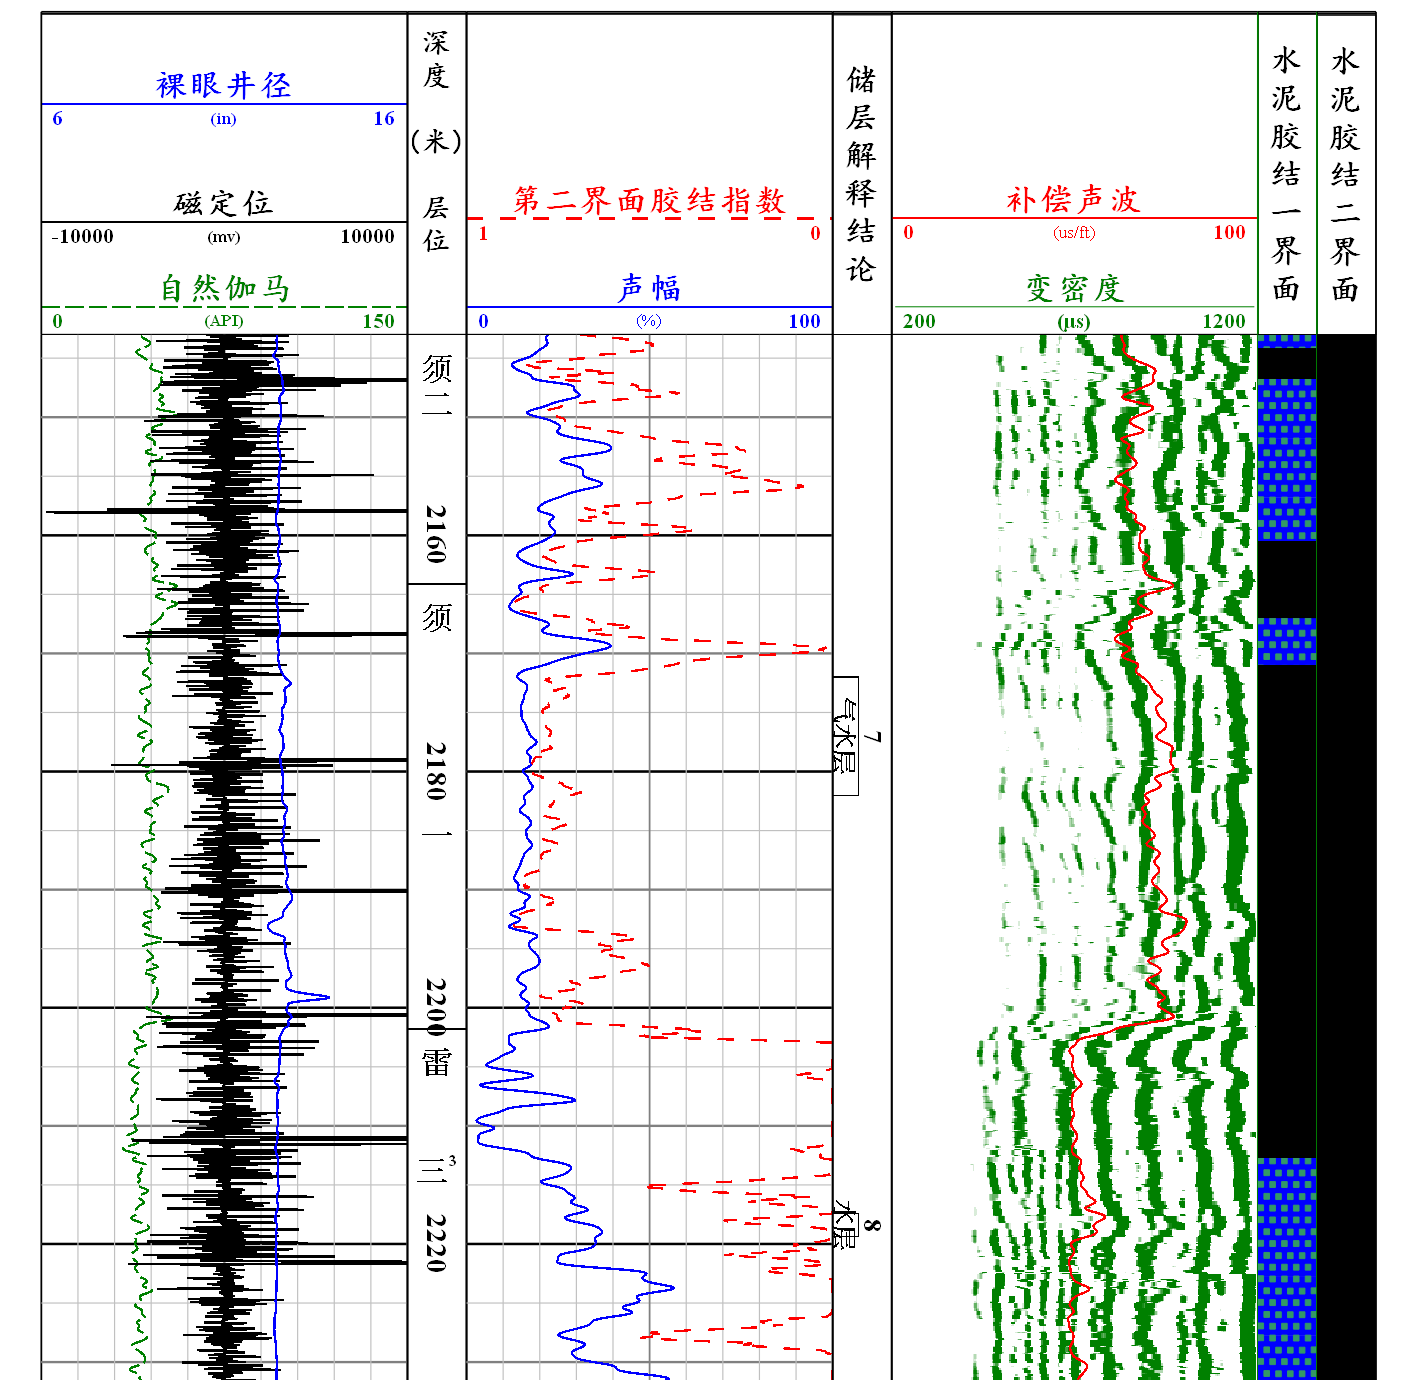 裸眼井径
6 (in) 16
磁定位
-10000 (mv) 10000
自然伽马
0 (API) 150
深度
(米)
层位
第二界面胶结指数
1 0
声幅
0 (%) 100
储层解释结论
补偿声波
0 (us/ft) 100
变密度
200 (μs) 1200
水泥胶结一界面
水泥胶结二界面
须二
2160
须
2180
一
2200
雷
三³
2220
7
气水层
8
水层